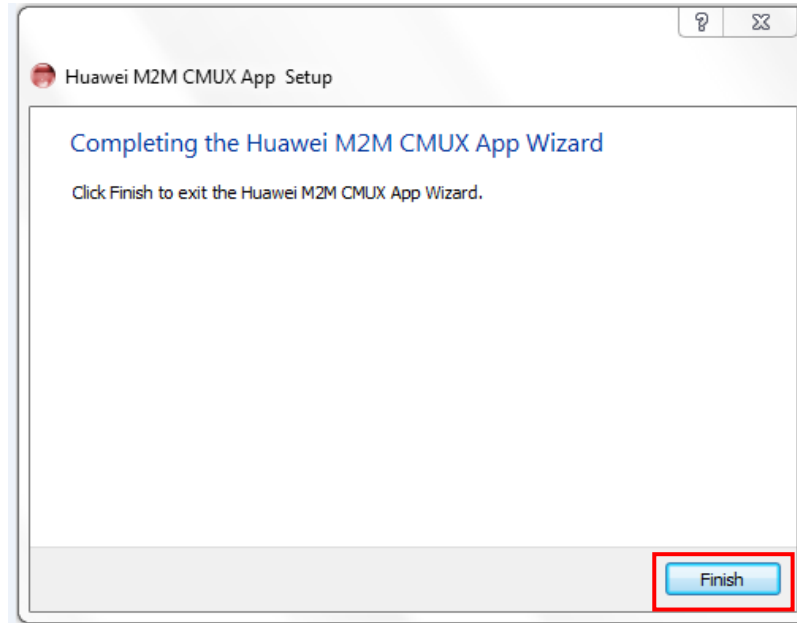 Huawei M2M CMUX App Setup
Completing the Huawei M2M CMUX App Wizard
Click Finish to exit the Huawei M2M CMUX App Wizard.
Finish